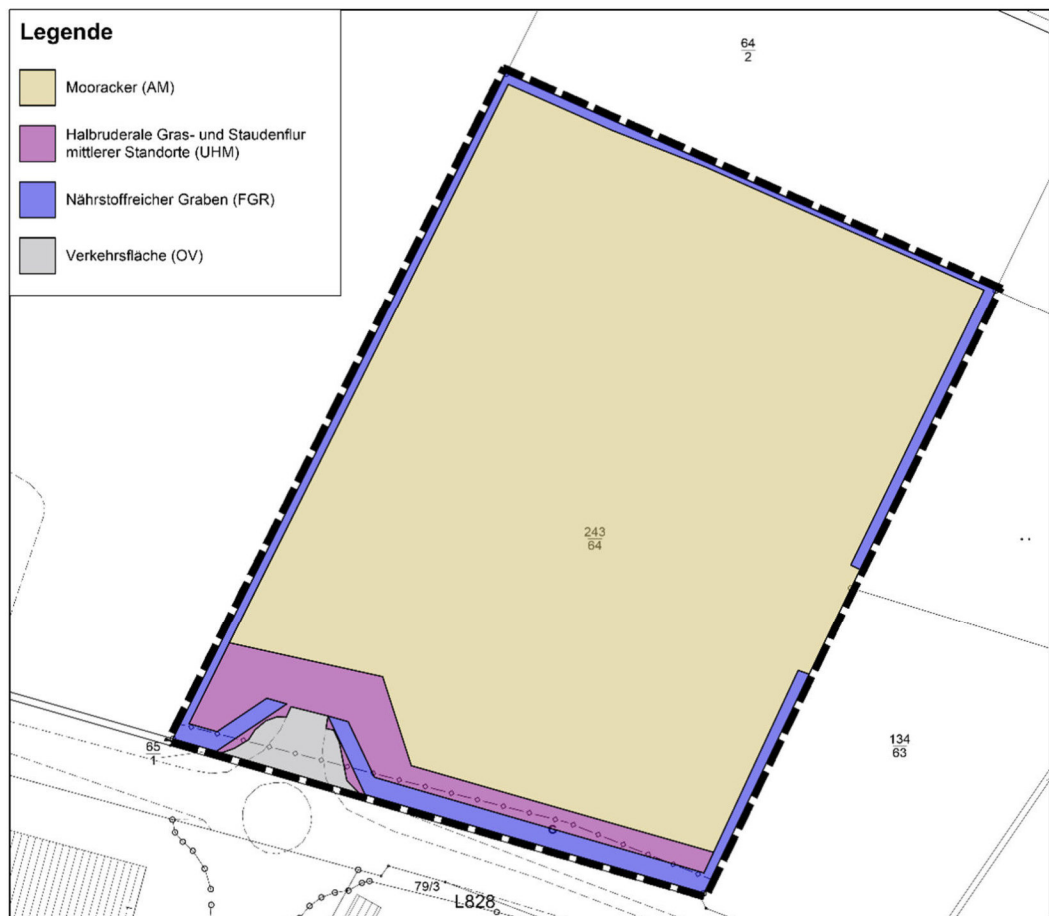 Legende
Mooracker (AM)
Halbruderale Gras- und Staudenflur
mittlerer Standorte (UHM)
Nährstoffreicher Graben (FGR)
Verkehrsfläche (OV)
64
2
243
64
134
63
65
1
G
79/3
L828